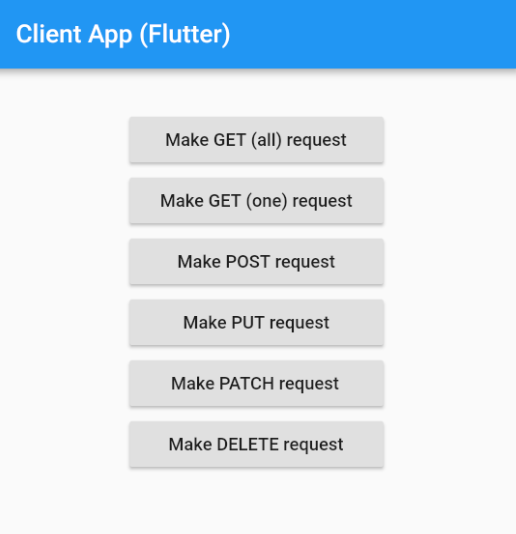 Client App (Flutter)
Make GET (all) request
Make GET (one) request
Make POST request
Make PUT request
Make PATCH request
Make DELETE request